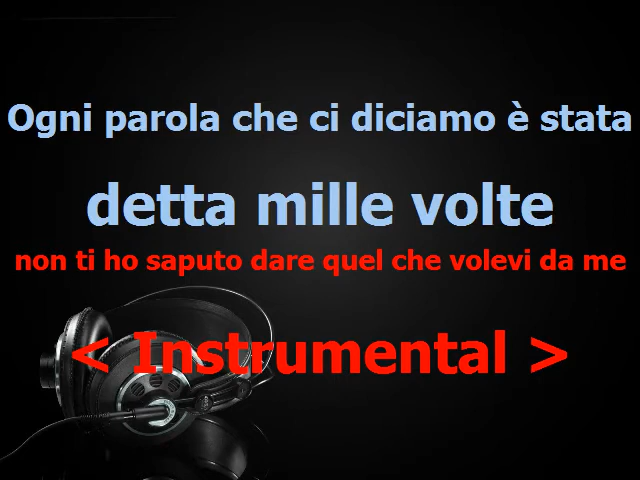 Ogni parola che ci diciamo è stata
detta mille volte
non ti ho saputo dare quel che volevi da me
< Instrumental >